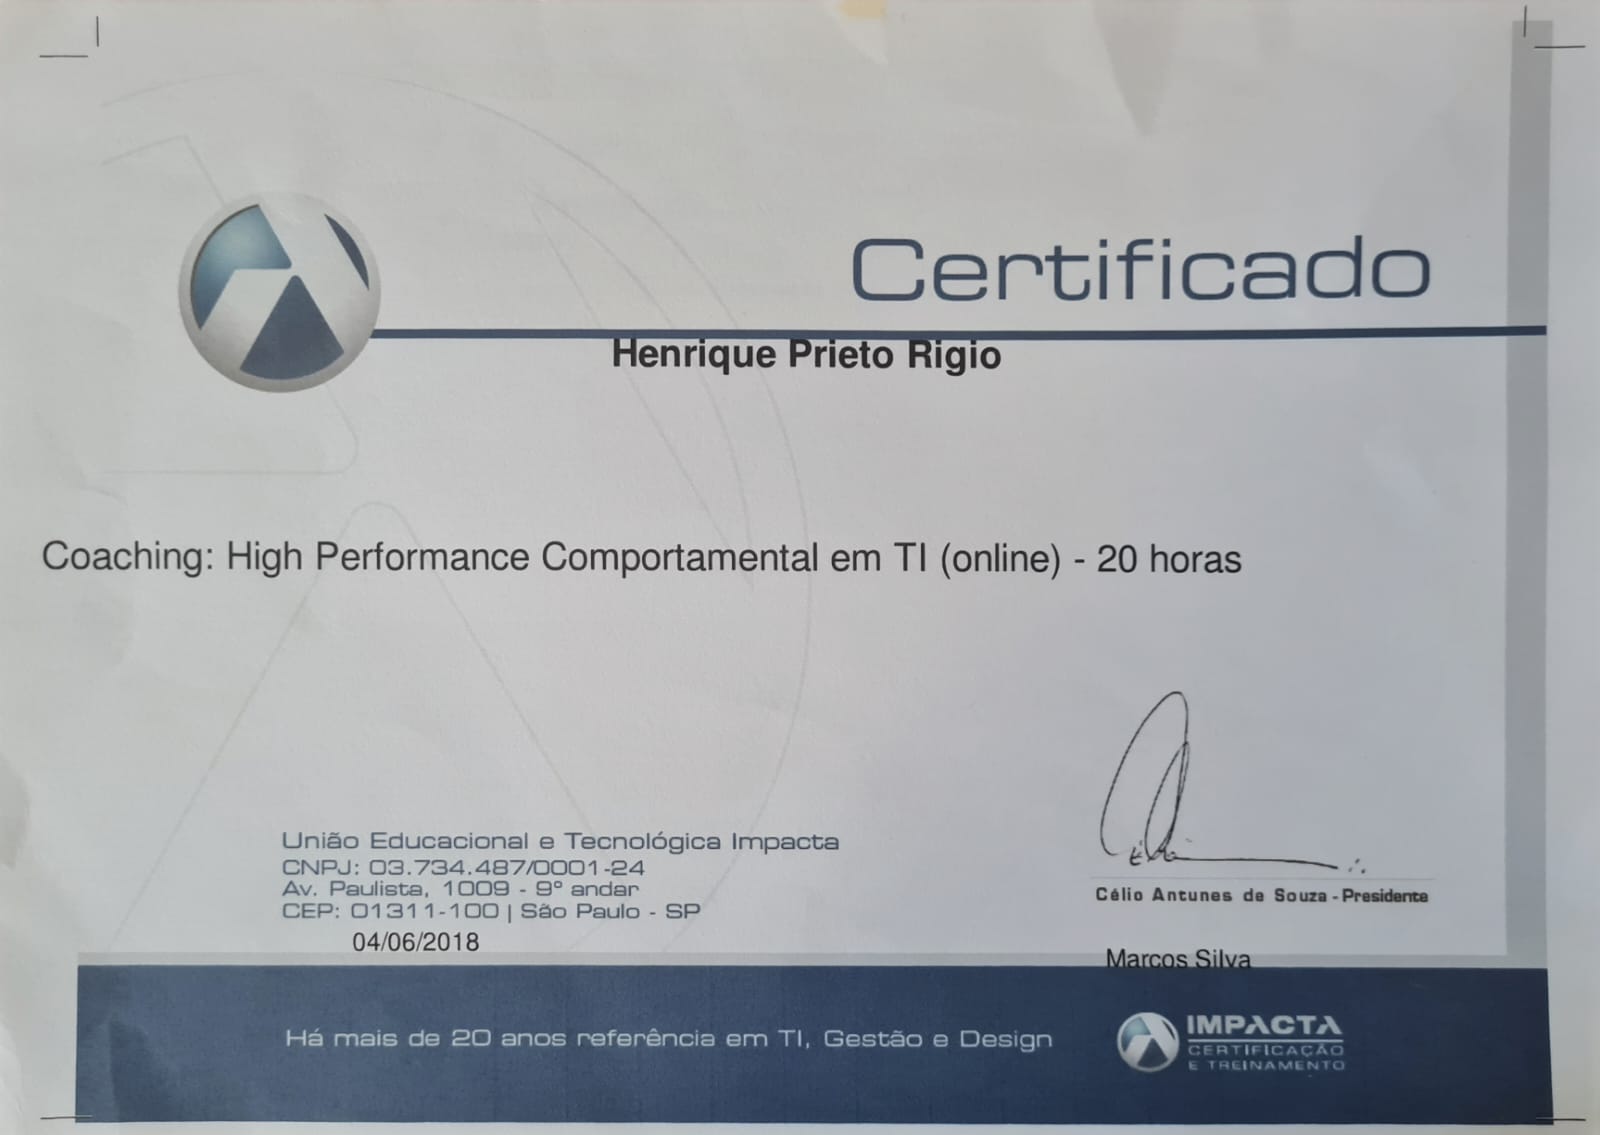 Certificado
Henrique Prieto Rigio
Coaching: High Performance Comportamental em TI (online) - 20 horas
União Educacional e Tecnológica Impacta
CNPJ: 03.734.487/0001-24
Av. Paulista, 1009 - 9º andar
CEP: 01311-100 | São Paulo - SP
04/06/2018
Célio Antunes de Souza - Presidente
Marcos Silva
Há mais de 20 anos referência em TI, Gestão e Design
IMPACTA
CERTIFICAÇÃO
E TREINAMENTO